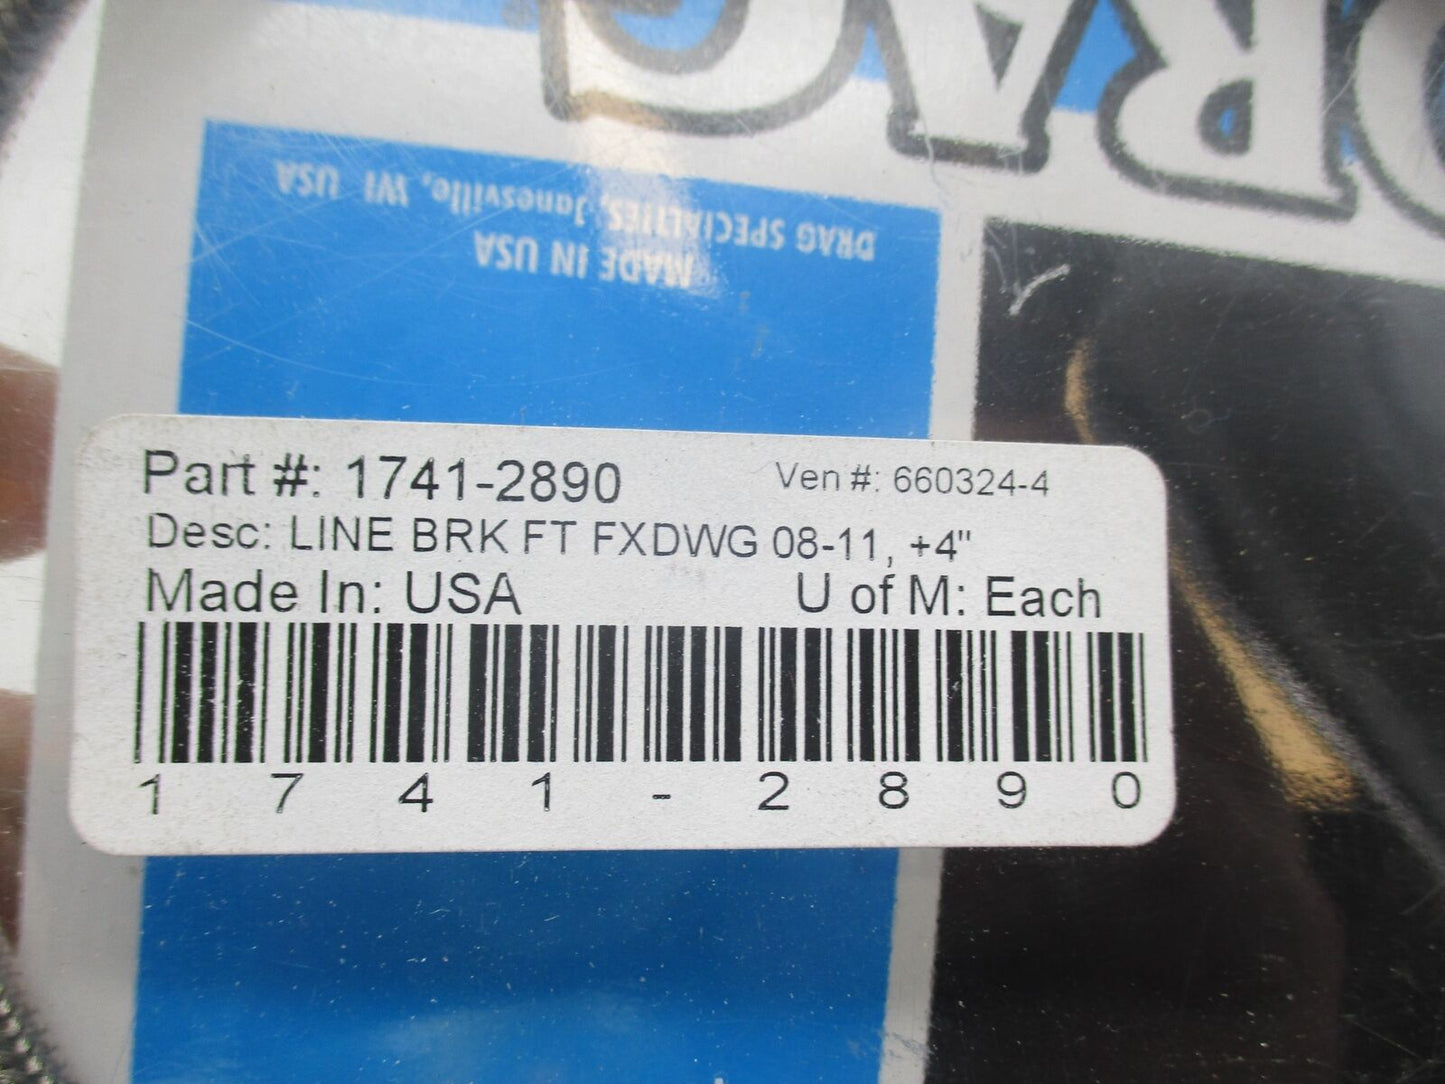 DRAG
DRAG SPECIALTIES, Janesville, WI USA
MADE IN USA
Part #: 1741-2890 Ven #: 660324-4
Desc: LINE BRK FT FXDWG 08-11, +4"
Made In: USA U of M: Each
1741-2890